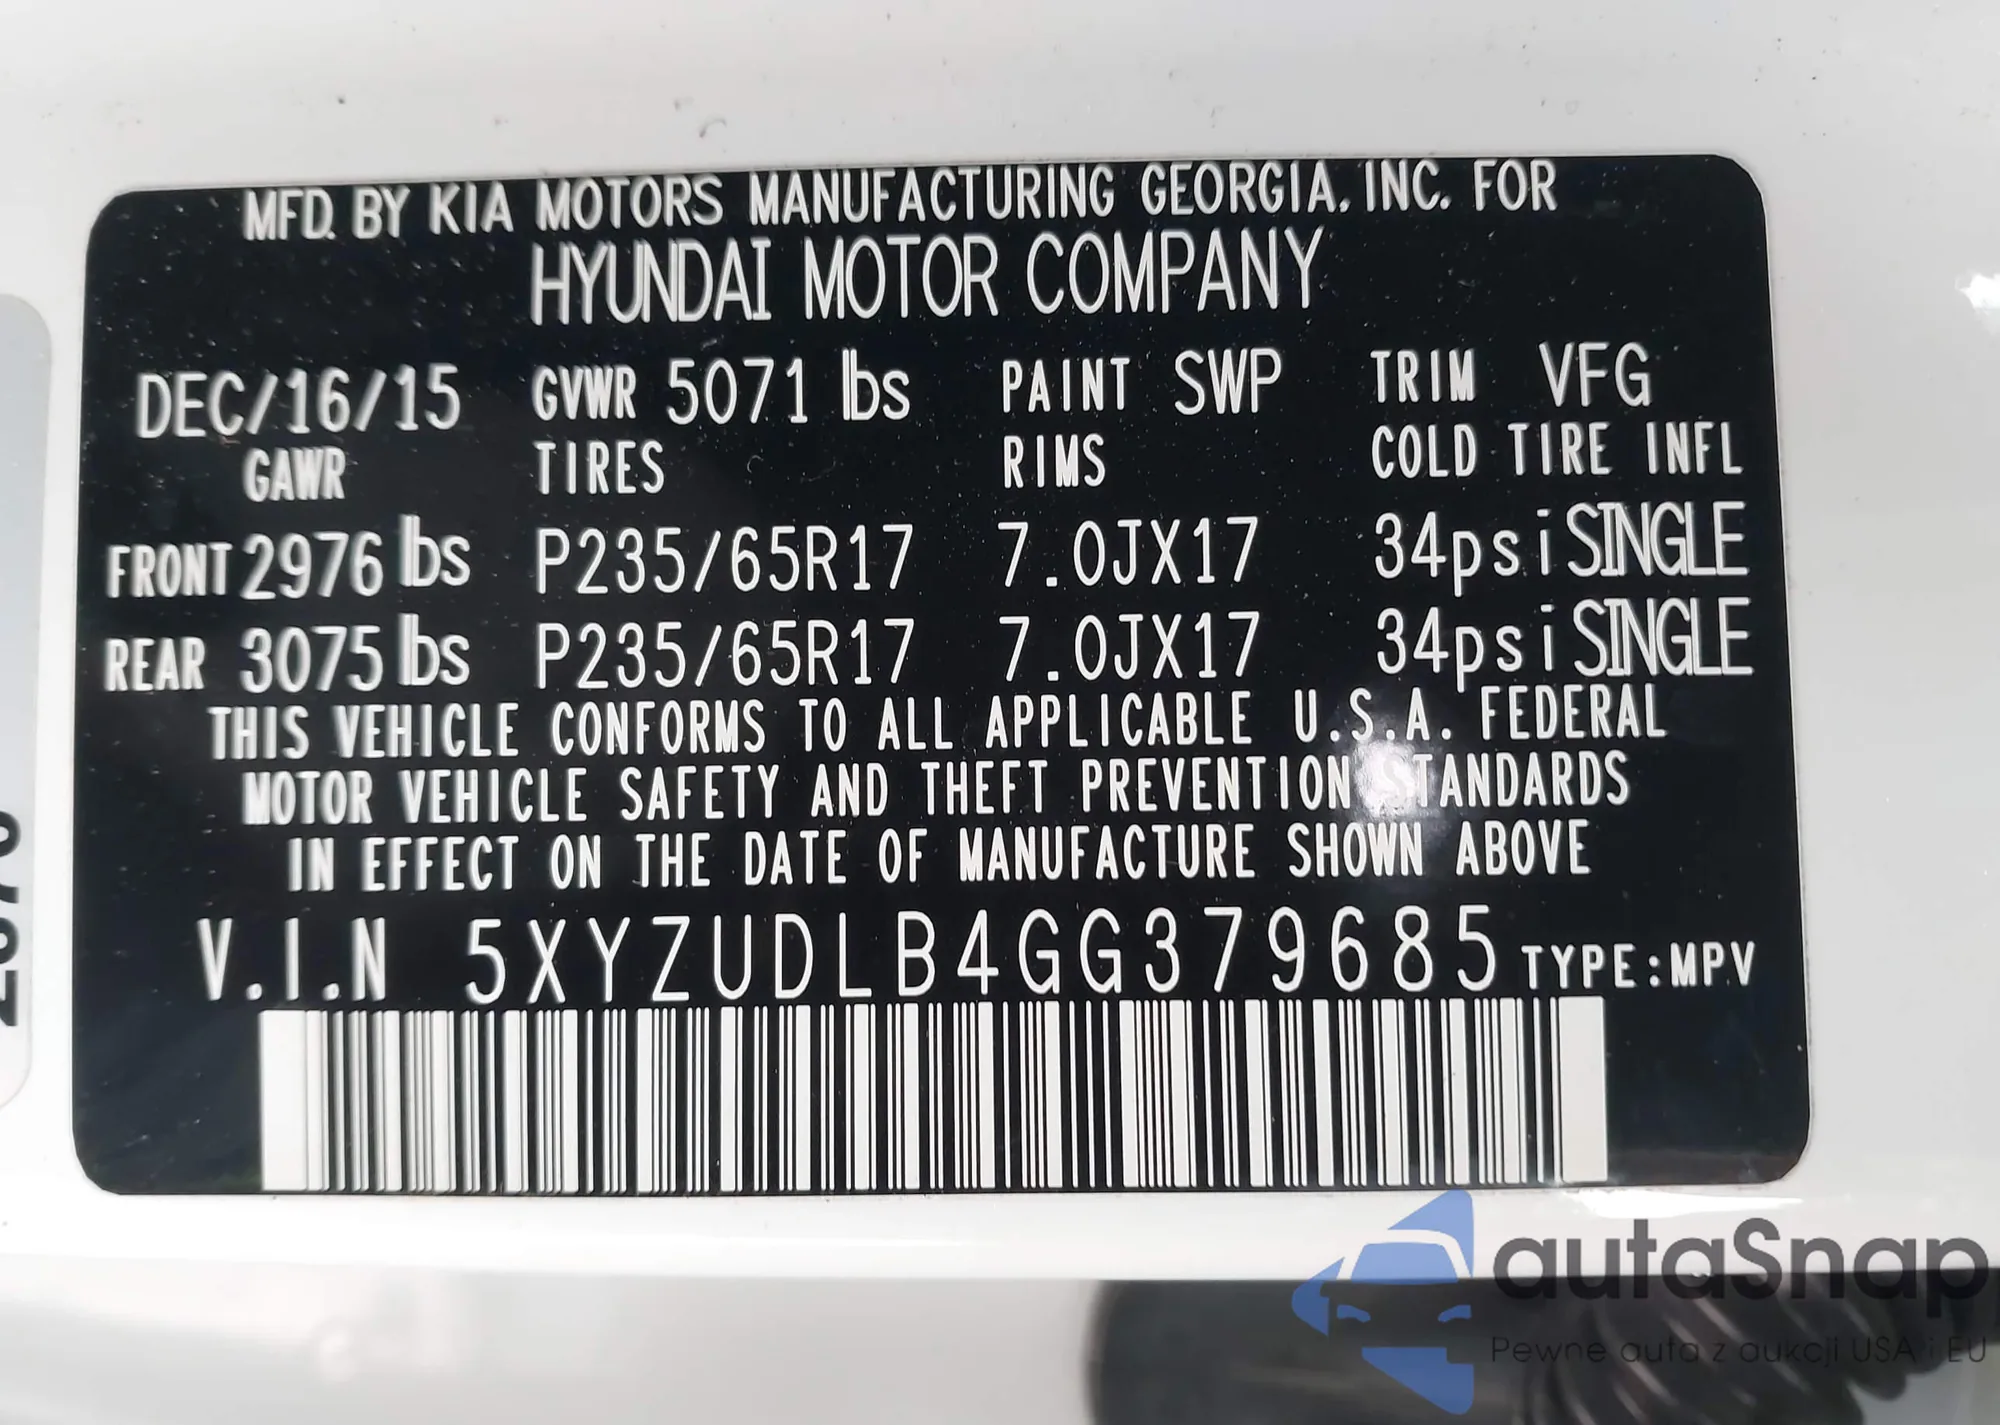 MFD. BY KIA MOTORS MANUFACTURING GEORGIA, INC. FOR
HYUNDAI MOTOR COMPANY
DEC/16/15 GVWR 5071 lbs PAINT SWP TRIM VFG
GAWR TIRES RIMS COLD TIRE INFL
FRONT 2976 lbs P235/65R17 7.0JX17 34psi SINGLE
REAR 3075 lbs P235/65R17 7.0JX17 34psi SINGLE
THIS VEHICLE CONFORMS TO ALL APPLICABLE U.S.A. FEDERAL
MOTOR VEHICLE SAFETY AND THEFT PREVENTION STANDARDS
IN EFFECT ON THE DATE OF MANUFACTURE SHOWN ABOVE
V.I.N 5XYZUDLB4GG379685 TYPE:MPV
autaSnap
Pewne auta z aukcji USA i EU